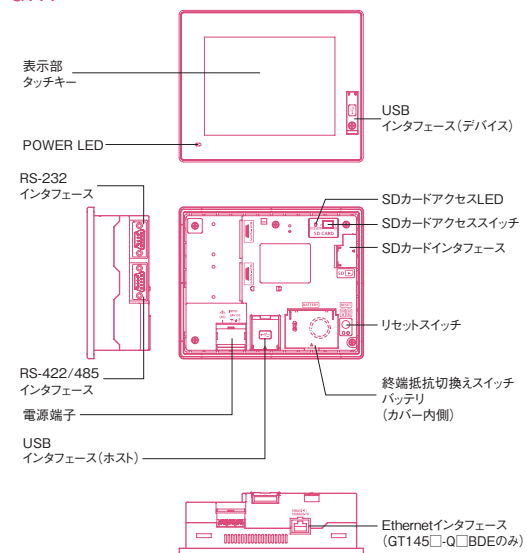 表示部
タッチキー
USB
インタフェース(デバイス)
POWER LED
RS-232
インタフェース
SDカードアクセスLED
SDカードアクセススイッチ
SD CARD
SDカードインタフェース
SD
BATTERY
RESET
リセットスイッチ
RS-422/485
インタフェース
終端抵抗切換えスイッチ
バッテリ
(カバー内側)
電源端子
USB
インタフェース(ホスト)
Ethernetインタフェース
(GT145□-Q□BDEのみ)